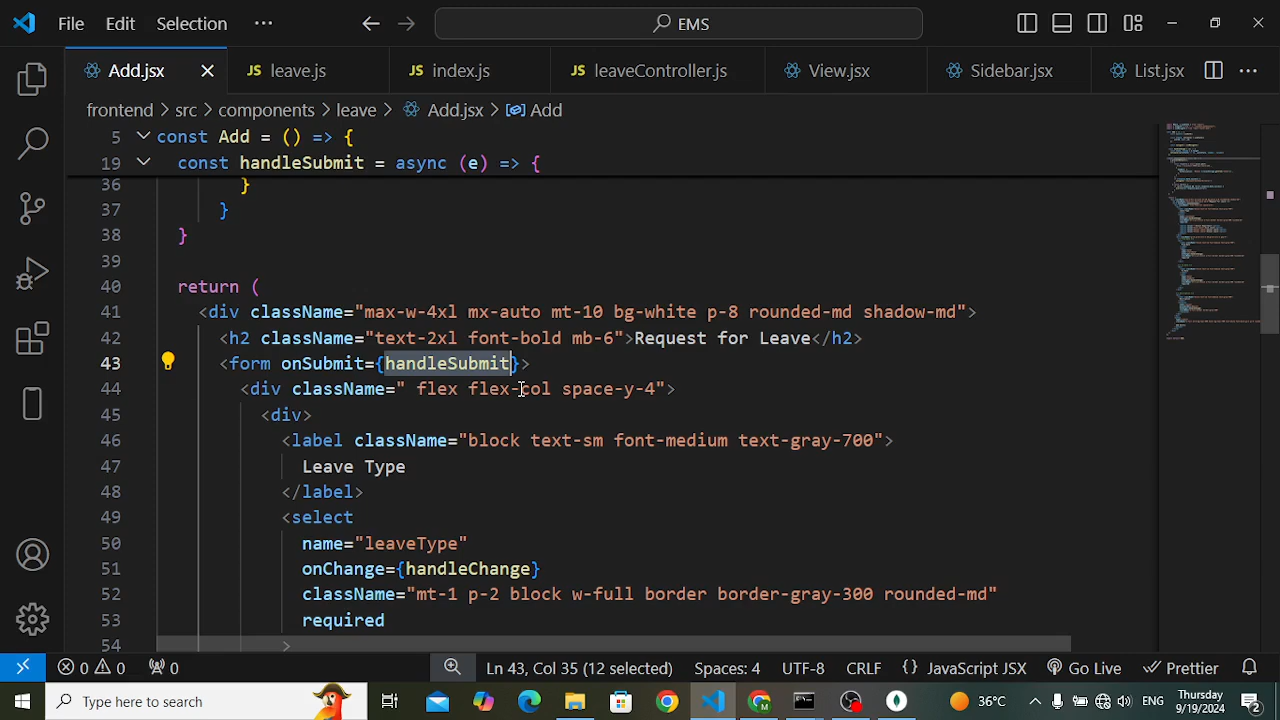 File Edit Selection ··· EMS
Add.jsx leave.js index.js leaveController.js View.jsx Sidebar.jsx List.jsx ···
frontend > src > components > leave > Add.jsx > Add
5 const Add = () => {
19 const handleSubmit = async (e) => {
36 }
37 }
38 }
39
40 return (
41 <div className="max-w-4xl mx-auto mt-10 bg-white p-8 rounded-md shadow-md">
42 <h2 className="text-2xl font-bold mb-6">Request for Leave</h2>
43 <form onSubmit={handleSubmit}>
44 <div className=" flex flex-col space-y-4">
45 <div>
46 <label className="block text-sm font-medium text-gray-700">
47 Leave Type
48 </label>
49 <select
50 name="leaveType"
51 onChange={handleChange}
52 className="mt-1 p-2 block w-full border border-gray-300 rounded-md"
53 required
54 >
0 0 0 Ln 43, Col 35 (12 selected) Spaces: 4 UTF-8 CRLF {} JavaScript JSX Go Live Prettier
Type here to search 36°C Thursday
9/19/2024 2